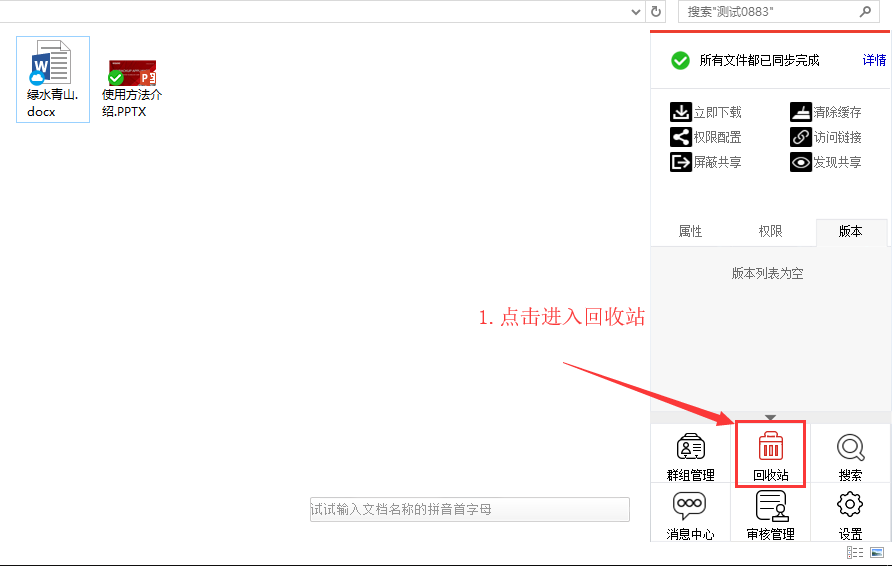 搜索"测试0883"
所有文件都已同步完成 详情
绿水青山.
docx
使用方法介
绍.PPTX
立即下载 清除缓存
权限配置 访问链接
屏蔽共享 发现共享
属性 权限 版本
版本列表为空
1. 点击进入回收站
群组管理 回收站 搜索
试试输入文档名称的拼音首字母
消息中心 审核管理 设置